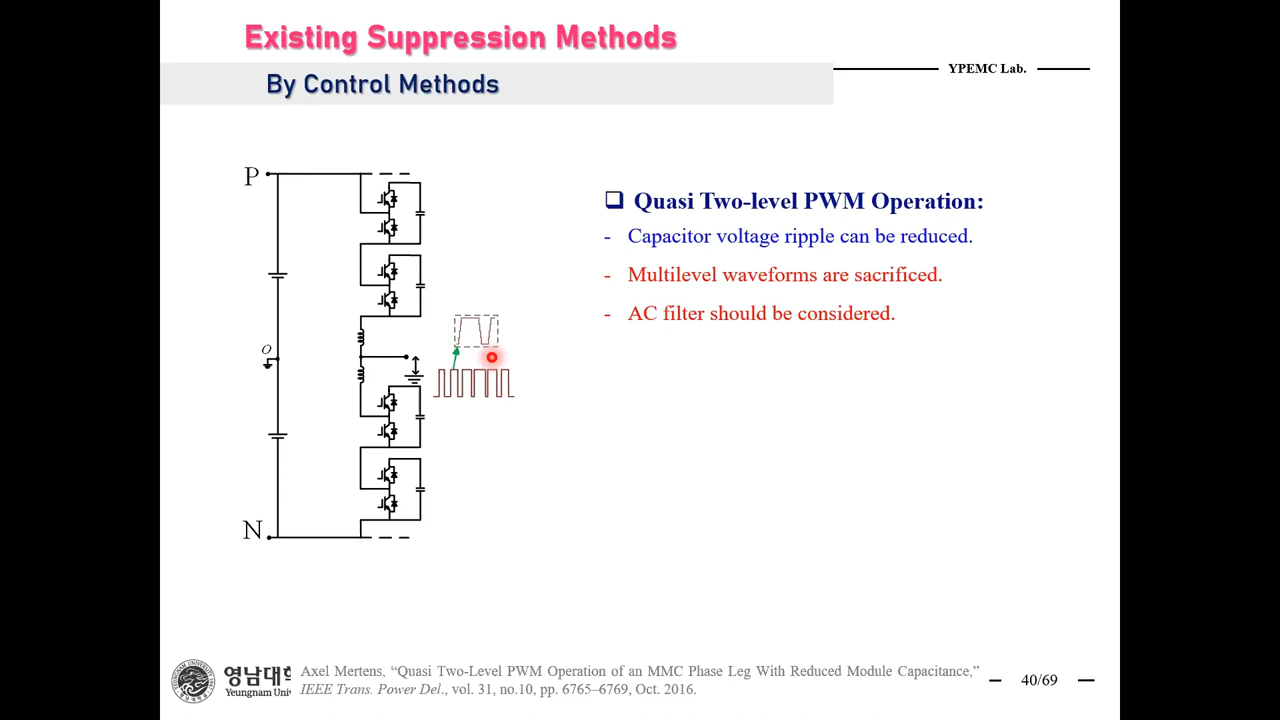 Existing Suppression Methods
By Control Methods
YPEMC Lab.
P
O
N
❑ Quasi Two-level PWM Operation:
- Capacitor voltage ripple can be reduced.
- Multilevel waveforms are sacrificed.
- AC filter should be considered.
영남대
Yeungnam
Axel Mertens, “Quasi Two-Level PWM Operation of an MMC Phase Leg With Reduced Module Capacitance,”
IEEE Trans. Power Del., vol. 31, no.10, pp. 6765–6769, Oct. 2016.
40/69